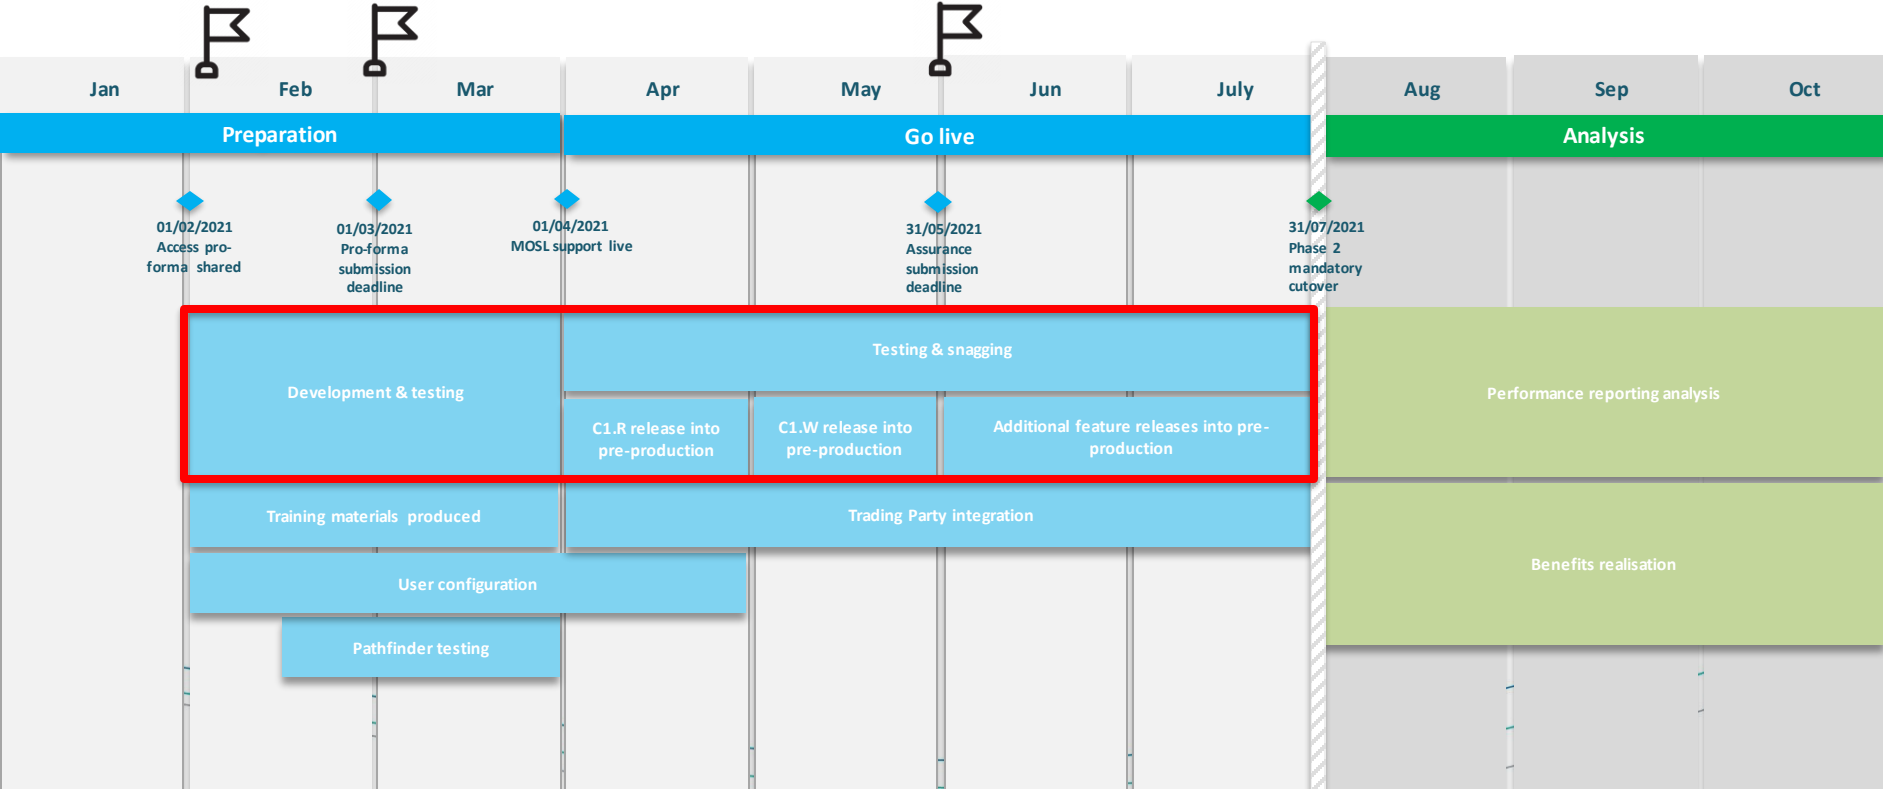 Jan
Feb
Mar
Apr
May
Jun
July
Aug
Sep
Oct
Preparation
Go live
Analysis
01/02/2021
Access pro-
forma shared
01/03/2021
Pro-forma
submission
deadline
01/04/2021
MOSL support live
31/05/2021
Assurance
submission
deadline
31/07/2021
Phase 2
mandatory
cutover
Development & testing
Testing & snagging
C1.R release into
pre-production
C1.W release into
pre-production
Additional feature releases into pre-
production
Performance reporting analysis
Training materials produced
Trading Party integration
User configuration
Benefits realisation
Pathfinder testing